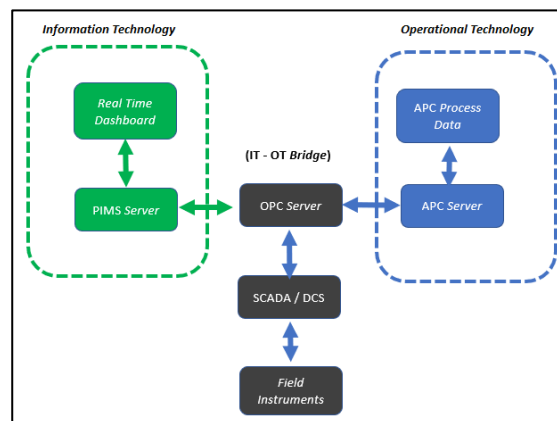 Information Technology
Operational Technology
Real Time
Dashboard
APC Process
Data
(IT - OT Bridge)
PIMS Server
OPC Server
APC Server
SCADA / DCS
Field
Instruments